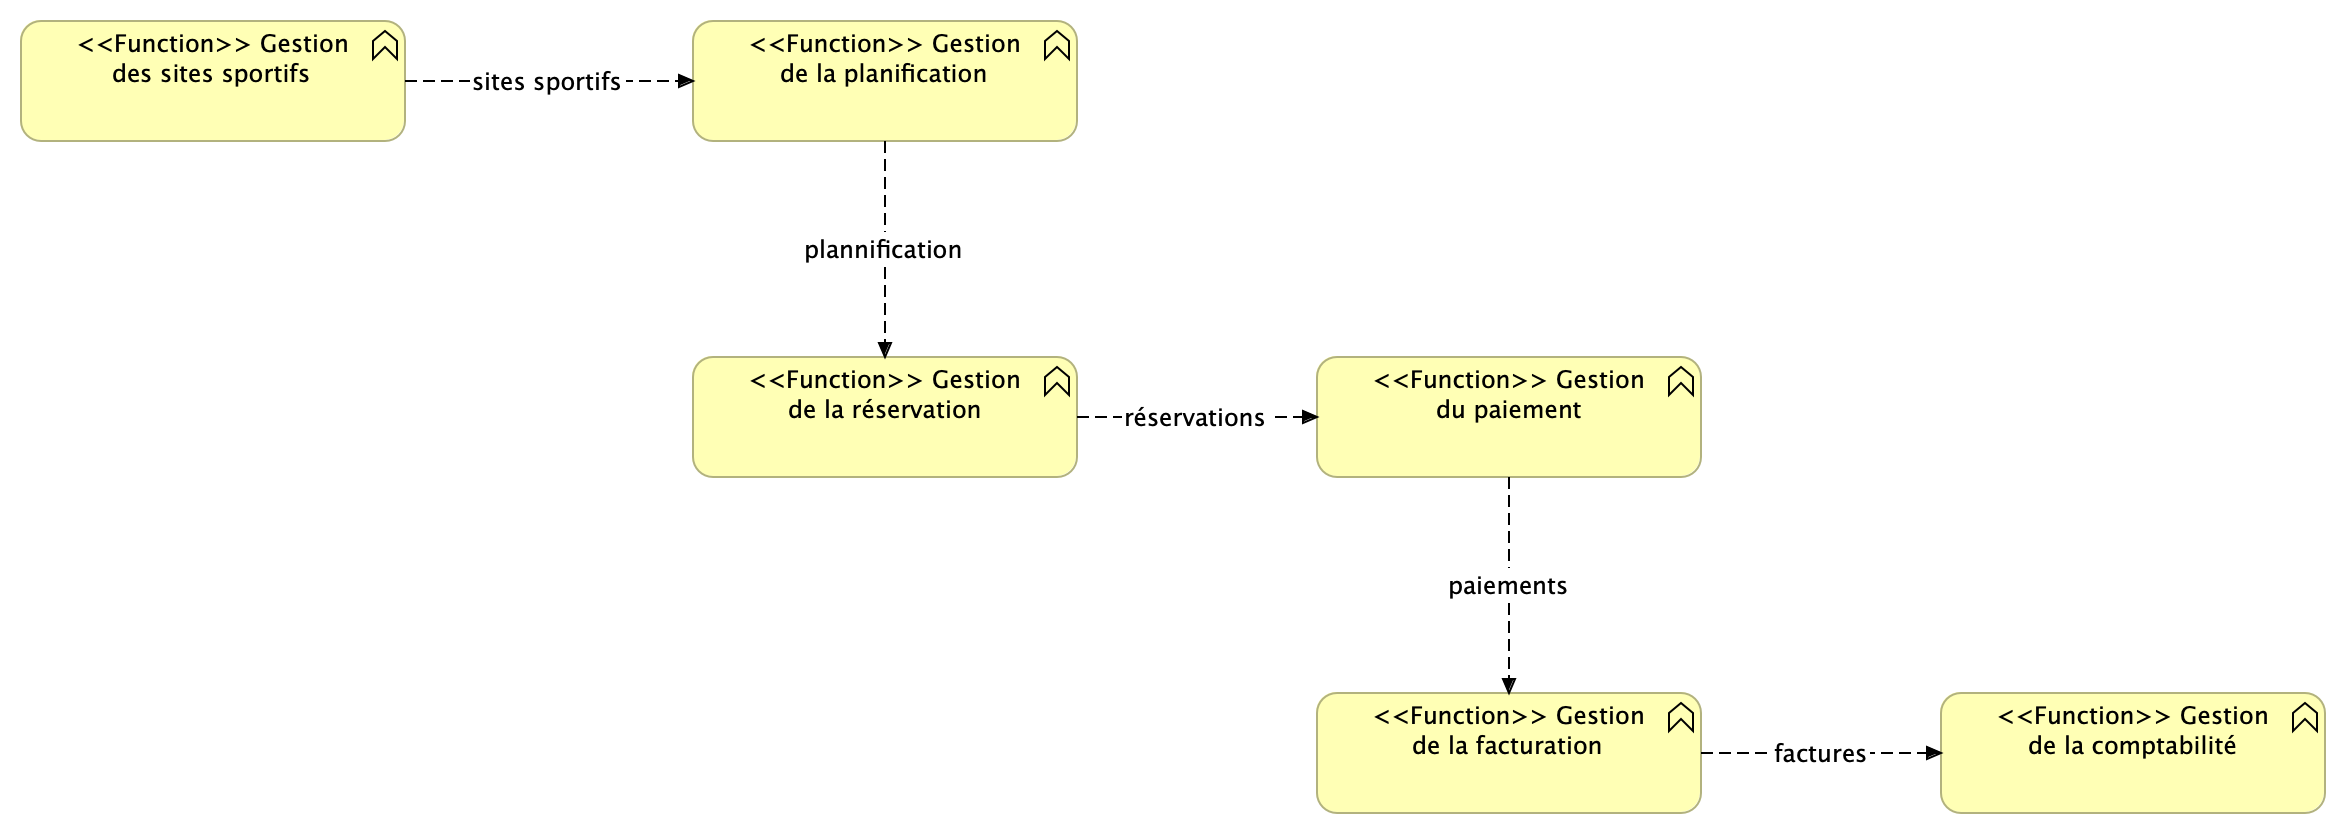 <<Function>> Gestion
des sites sportifs
sites sportifs
<<Function>> Gestion
de la planification
plannification
<<Function>> Gestion
de la réservation
réservations
<<Function>> Gestion
du paiement
paiements
<<Function>> Gestion
de la facturation
factures
<<Function>> Gestion
de la comptabilité